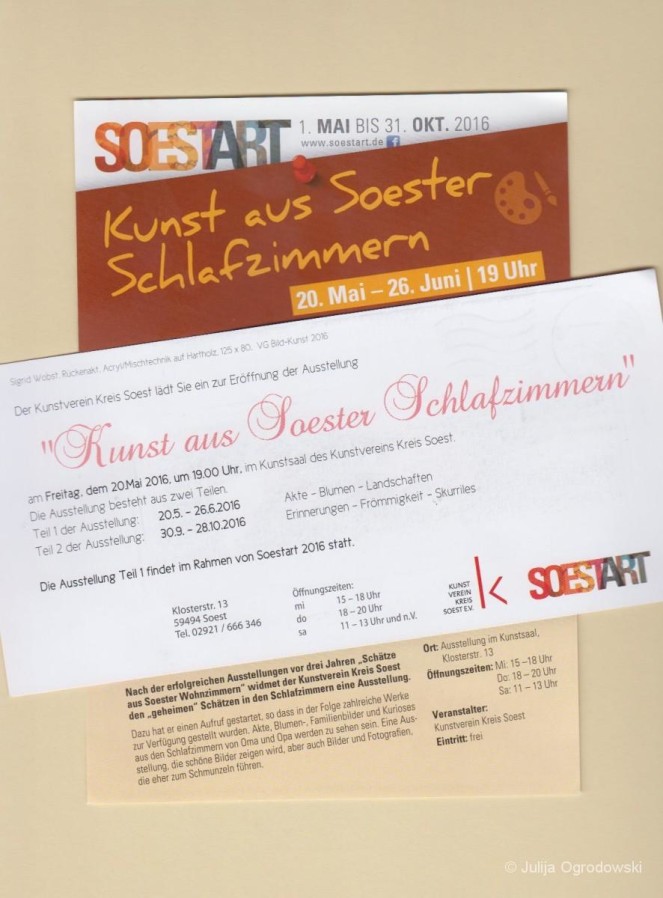 SOESTART
1. MAI BIS 31. OKT. 2016
www.soestart.de f
Kunst aus Soester
Schlafzimmern
20. Mai – 26. Juni | 19 Uhr
Sigrid Wobst, Rückenakt, Acryl/Mischtechnik auf Hartholz, 125 x 80, VG Bild-Kunst 2016
Der Kunstverein Kreis Soest lädt Sie ein zur Eröffnung der Ausstellung
"Kunst aus Soester Schlafzimmern"
am Freitag, dem 20.Mai 2016, um 19.00 Uhr, im Kunstsaal des Kunstvereins Kreis Soest.
Die Ausstellung besteht aus zwei Teilen.
Teil 1 der Ausstellung: 20.5. - 26.6.2016 Akte – Blumen – Landschaften
Teil 2 der Ausstellung: 30.9. - 28.10.2016 Erinnerungen – Frömmigkeit - Skurriles
Die Ausstellung Teil 1 findet im Rahmen von Soestart 2016 statt.
Klosterstr. 13
59494 Soest
Tel. 02921 / 666 346
Öffnungszeiten:
mi 15 – 18 Uhr
do 18 – 20 Uhr
sa 11 – 13 Uhr und n.V.
KUNST
VEREIN
KREIS
SOEST E.V.
k
SOESTART
Nach der erfolgreichen Ausstellungen vor drei Jahren „Schätze
aus Soester Wohnzimmern" widmet der Kunstverein Kreis Soest
den „geheimen" Schätzen in den Schlafzimmern eine Ausstellung.
Dazu hat er einen Aufruf gestartet, so dass in der Folge zahlreiche Werke
zur Verfügung gestellt wurden. Akte, Blumen-, Familienbilder und Kurioses
aus den Schlafzimmern von Oma und Opa werden zu sehen sein. Eine Aus-
stellung, die schöne Bilder zeigen wird, aber auch Bilder und Fotografien,
die eher zum Schmunzeln führen.
Ort: Ausstellung im Kunstsaal,
Klosterstr. 13
Öffnungszeiten: Mi: 15 –18 Uhr
Do: 18 – 20 Uhr
Sa: 11 – 13 Uhr
Veranstalter:
Kunstverein Kreis Soest
Eintritt: frei
© Julija Ogrodowski